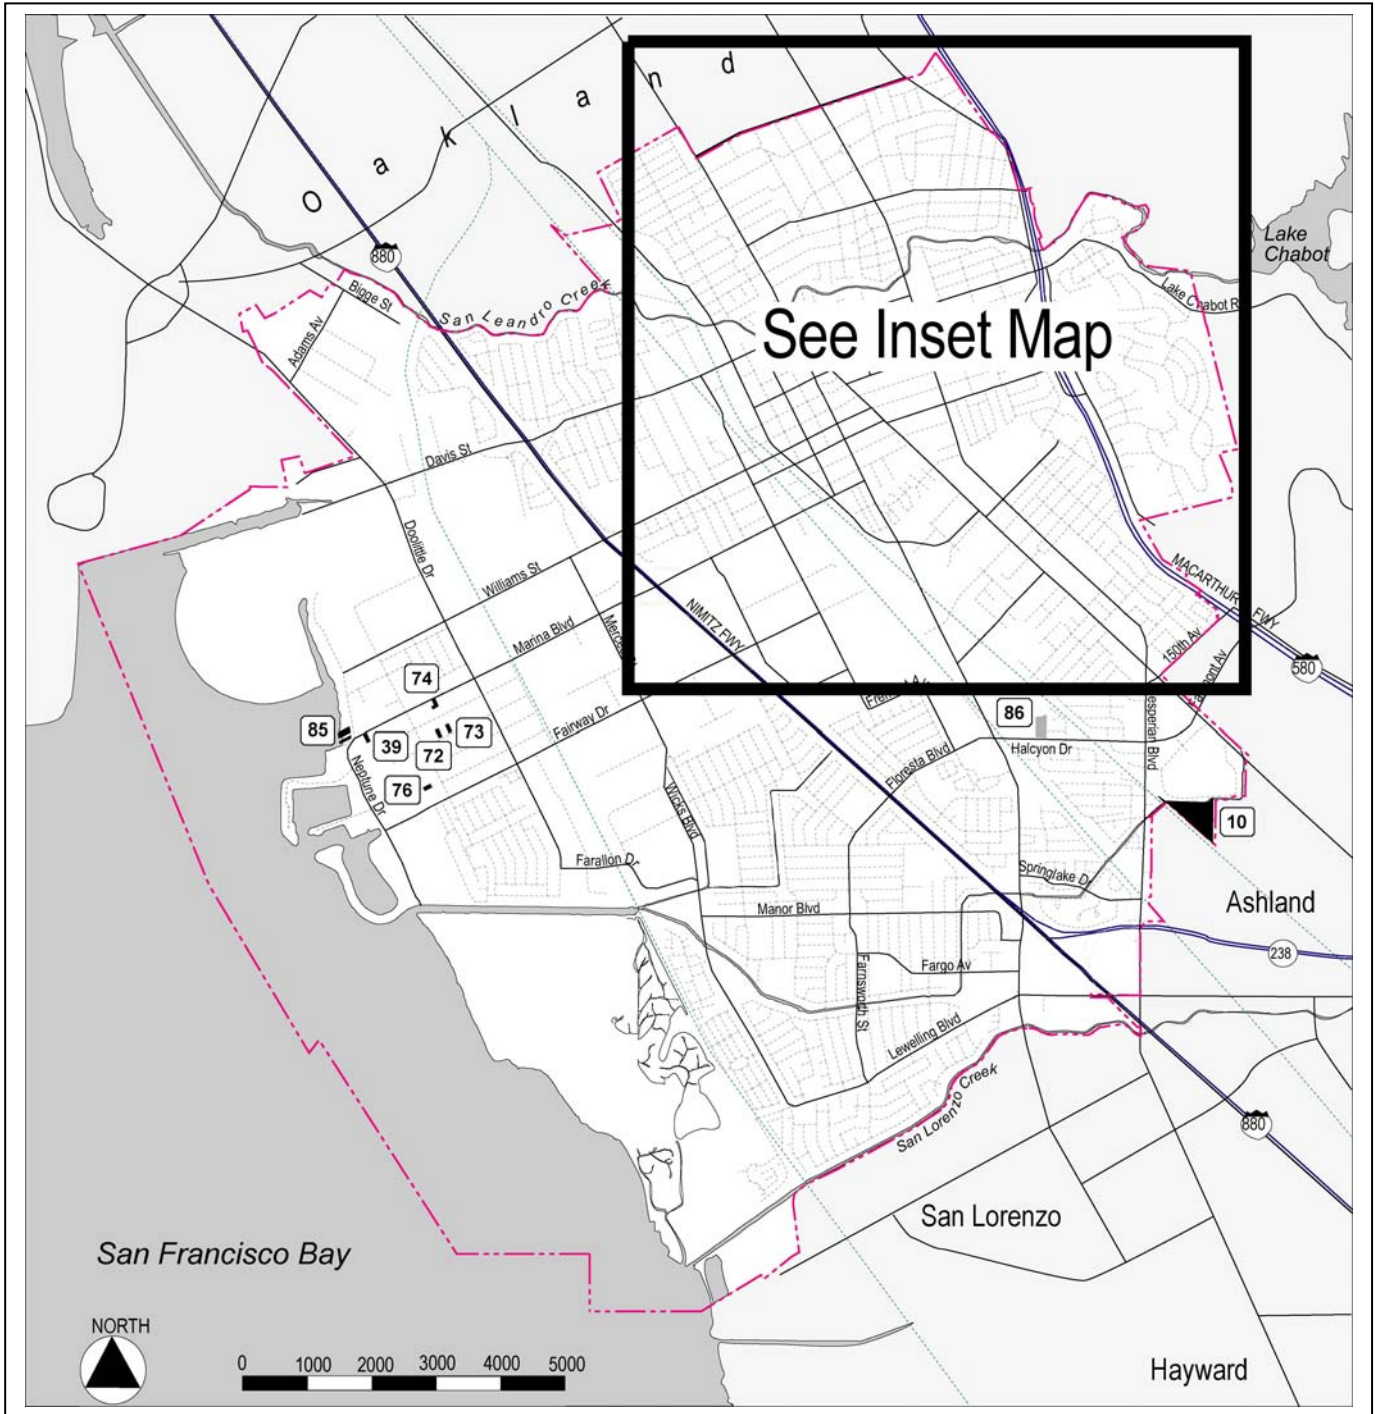 Oakland
880
Lake
Chabot
Bigge St
San Leandro Creek
Lake Chabot R
Adams Av
See Inset Map
Davis St
Doolittle Dr
Williams St
MACARTHUR FWY
NIMITZ FWY
Marina Blvd
150th Av
580
74
Fairway Dr
86
85
39
73
72
Halcyon Dr
esperian Blvd
Neptune Dr
Floresta Blvd
76
Wicks Blvd
10
Farallon Dr
Springlake D
Ashland
Manor Blvd
238
Fargo Av
Farnsworth St
Lewelling Blvd
San Lorenzo Creek
880
San Lorenzo
San Francisco Bay
NORTH
0 1000 2000 3000 4000 5000
Hayward